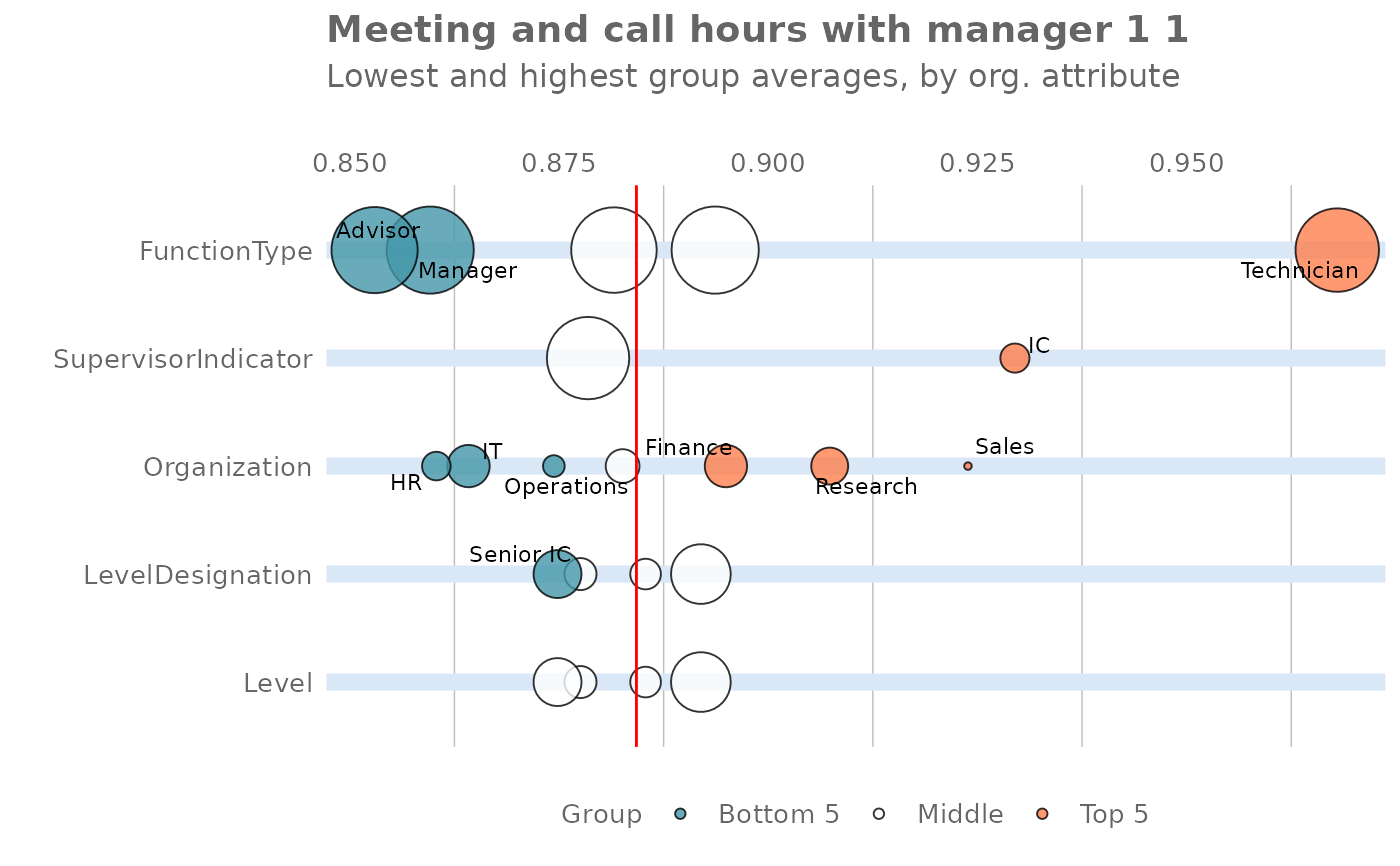 Meeting and call hours with manager 1 1
Lowest and highest group averages, by org. attribute
0.850 0.875 0.900 0.925 0.950
FunctionType
Advisor
Manager
Technician
SupervisorIndicator
IC
Organization
HR
IT
Operations
Finance
Research
Sales
LevelDesignation
Senior IC
Level
Group Bottom 5 Middle Top 5